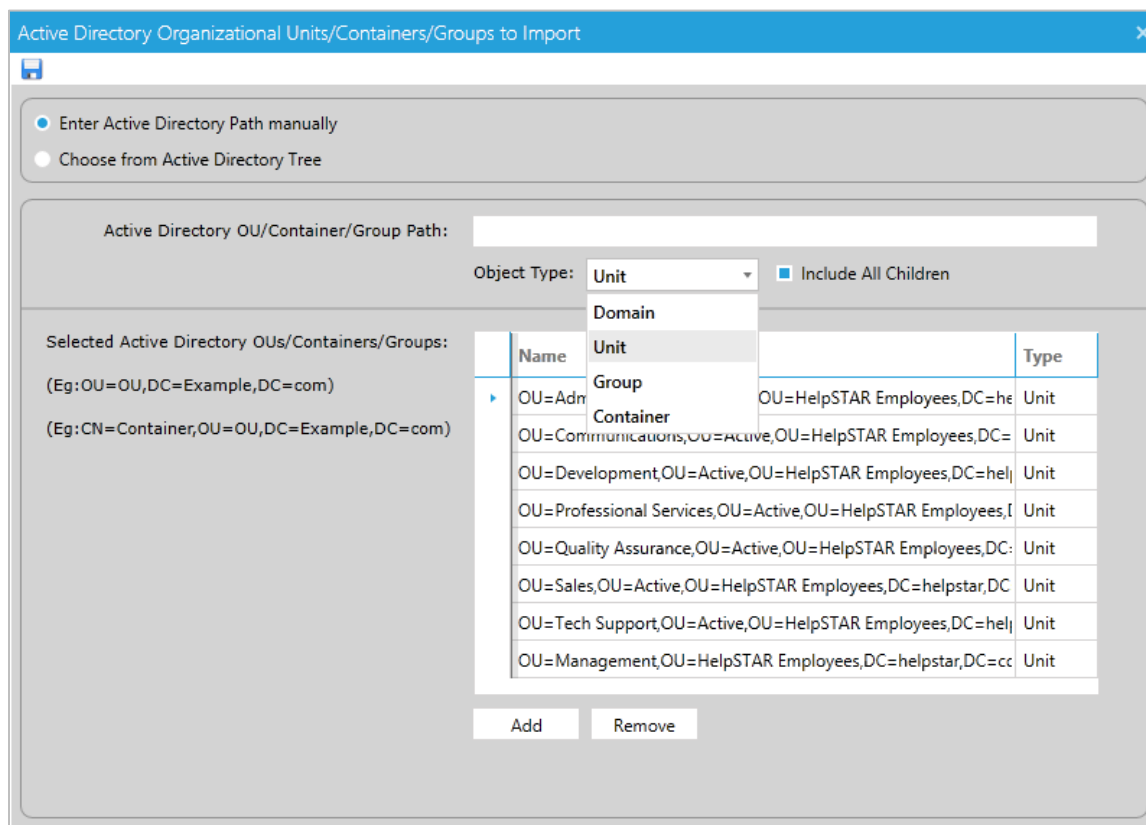 Active Directory Organizational Units/Containers/Groups to Import
Enter Active Directory Path manually
Choose from Active Directory Tree
Active Directory OU/Container/Group Path:
Object Type: Unit Include All Children
Domain
Unit
Group
Container
Selected Active Directory OUs/Containers/Groups:
(Eg:OU=OU,DC=Example,DC=com)
(Eg:CN=Container,OU=OU,DC=Example,DC=com)
Name Type
OU=Adm OU=HelpSTAR Employees,DC=he Unit
OU=Communications,OU=Active,OU=HelpSTAR Employees,DC= Unit
OU=Development,OU=Active,OU=HelpSTAR Employees,DC=hel Unit
OU=Professional Services,OU=Active,OU=HelpSTAR Employees, Unit
OU=Quality Assurance,OU=Active,OU=HelpSTAR Employees,DC Unit
OU=Sales,OU=Active,OU=HelpSTAR Employees,DC=helpstar,DC Unit
OU=Tech Support,OU=Active,OU=HelpSTAR Employees,DC=hel Unit
OU=Management,OU=HelpSTAR Employees,DC=helpstar,DC=cc Unit
Add Remove